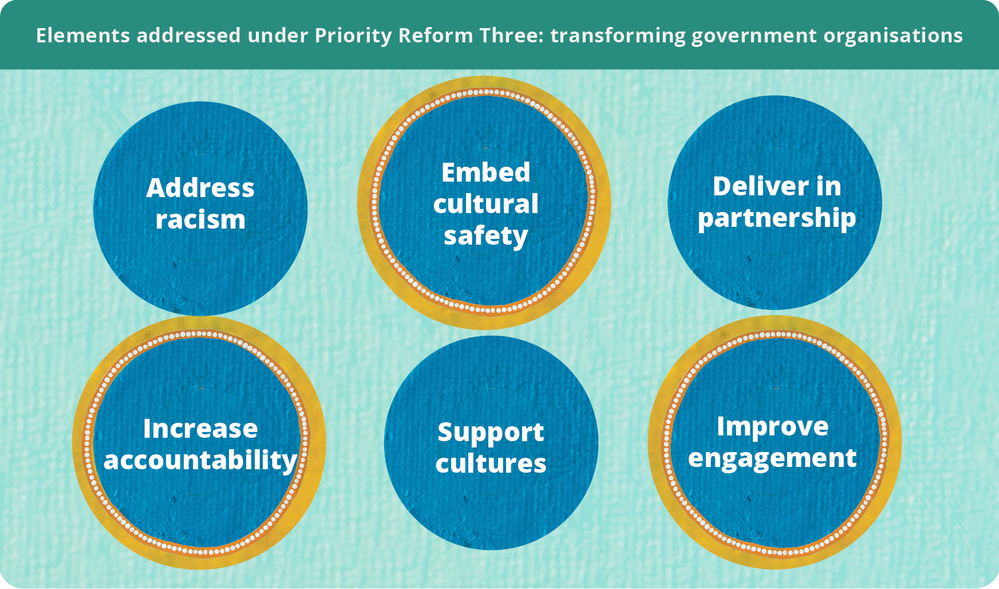 Elements addressed under Priority Reform Three: transforming government organisations
Address
racism
Embed
cultural
safety
Deliver in
partnership
Increase
accountability
Support
cultures
Improve
engagement